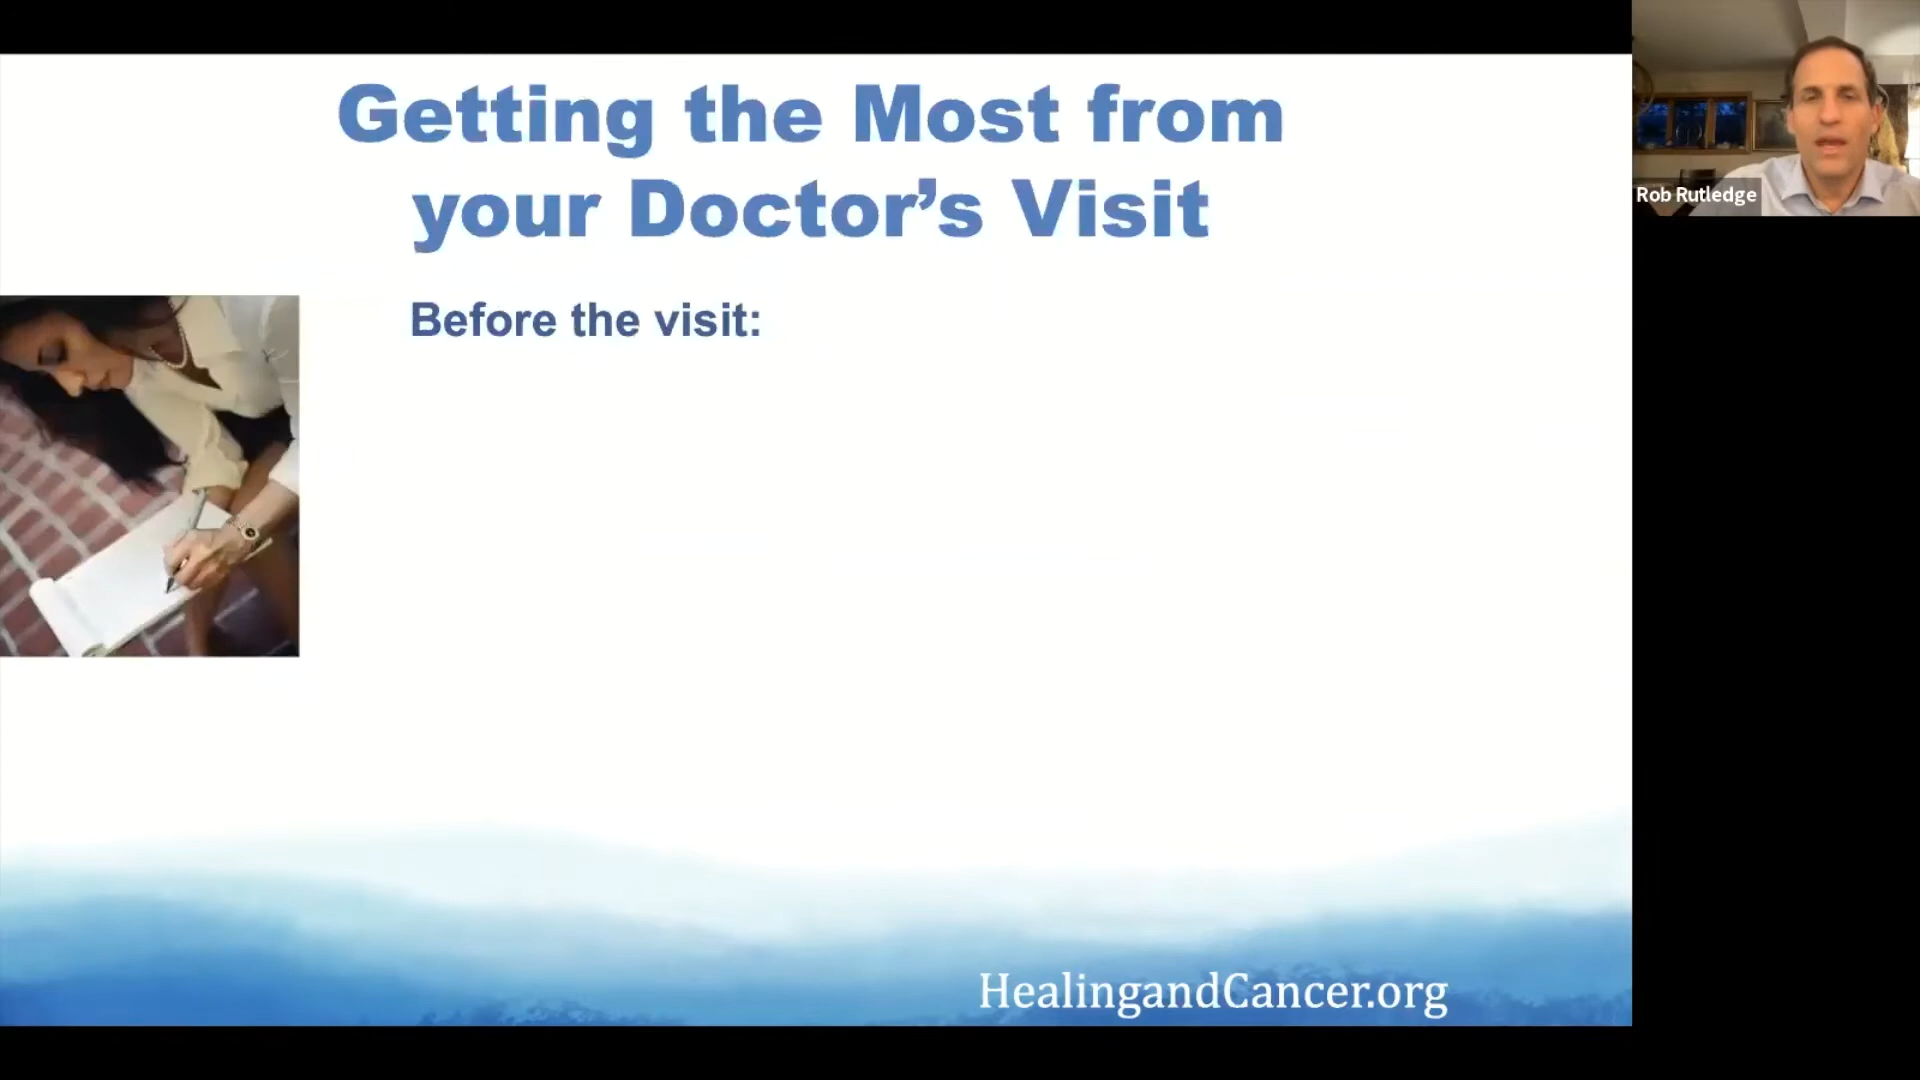 Getting the Most from
your Doctor’s Visit
Rob Rutledge
Before the visit:
HealingandCancer.org